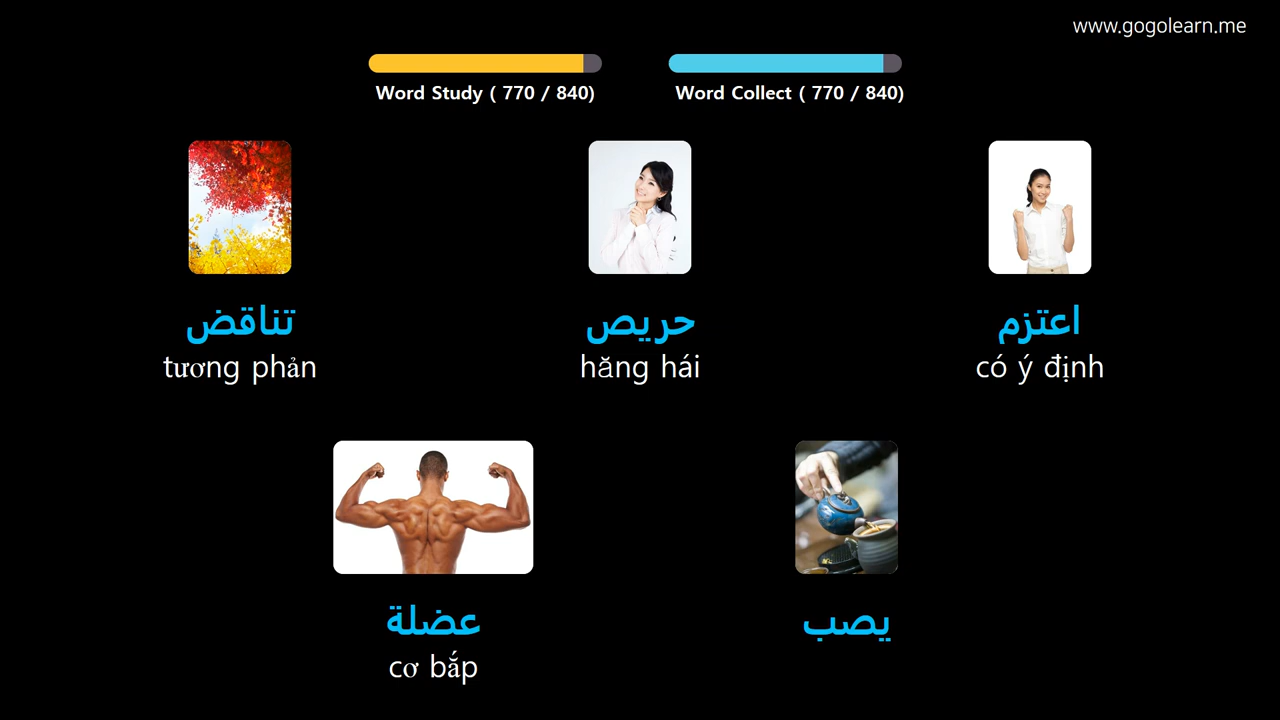 www.gogolearn.me
Word Study ( 770 / 840)
Word Collect ( 770 / 840)
تناقض
tương phản
حريص
hăng hái
اعتزم
có ý định
عضلة
cơ bắp
يصب